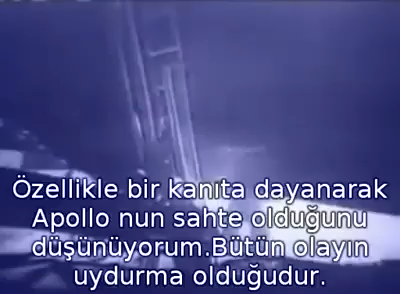 Özellikle bir kanıta dayanarak
Apollo nun sahte olduğunu
düşünüyorum.Bütün olayın
uydurma olduğudur.